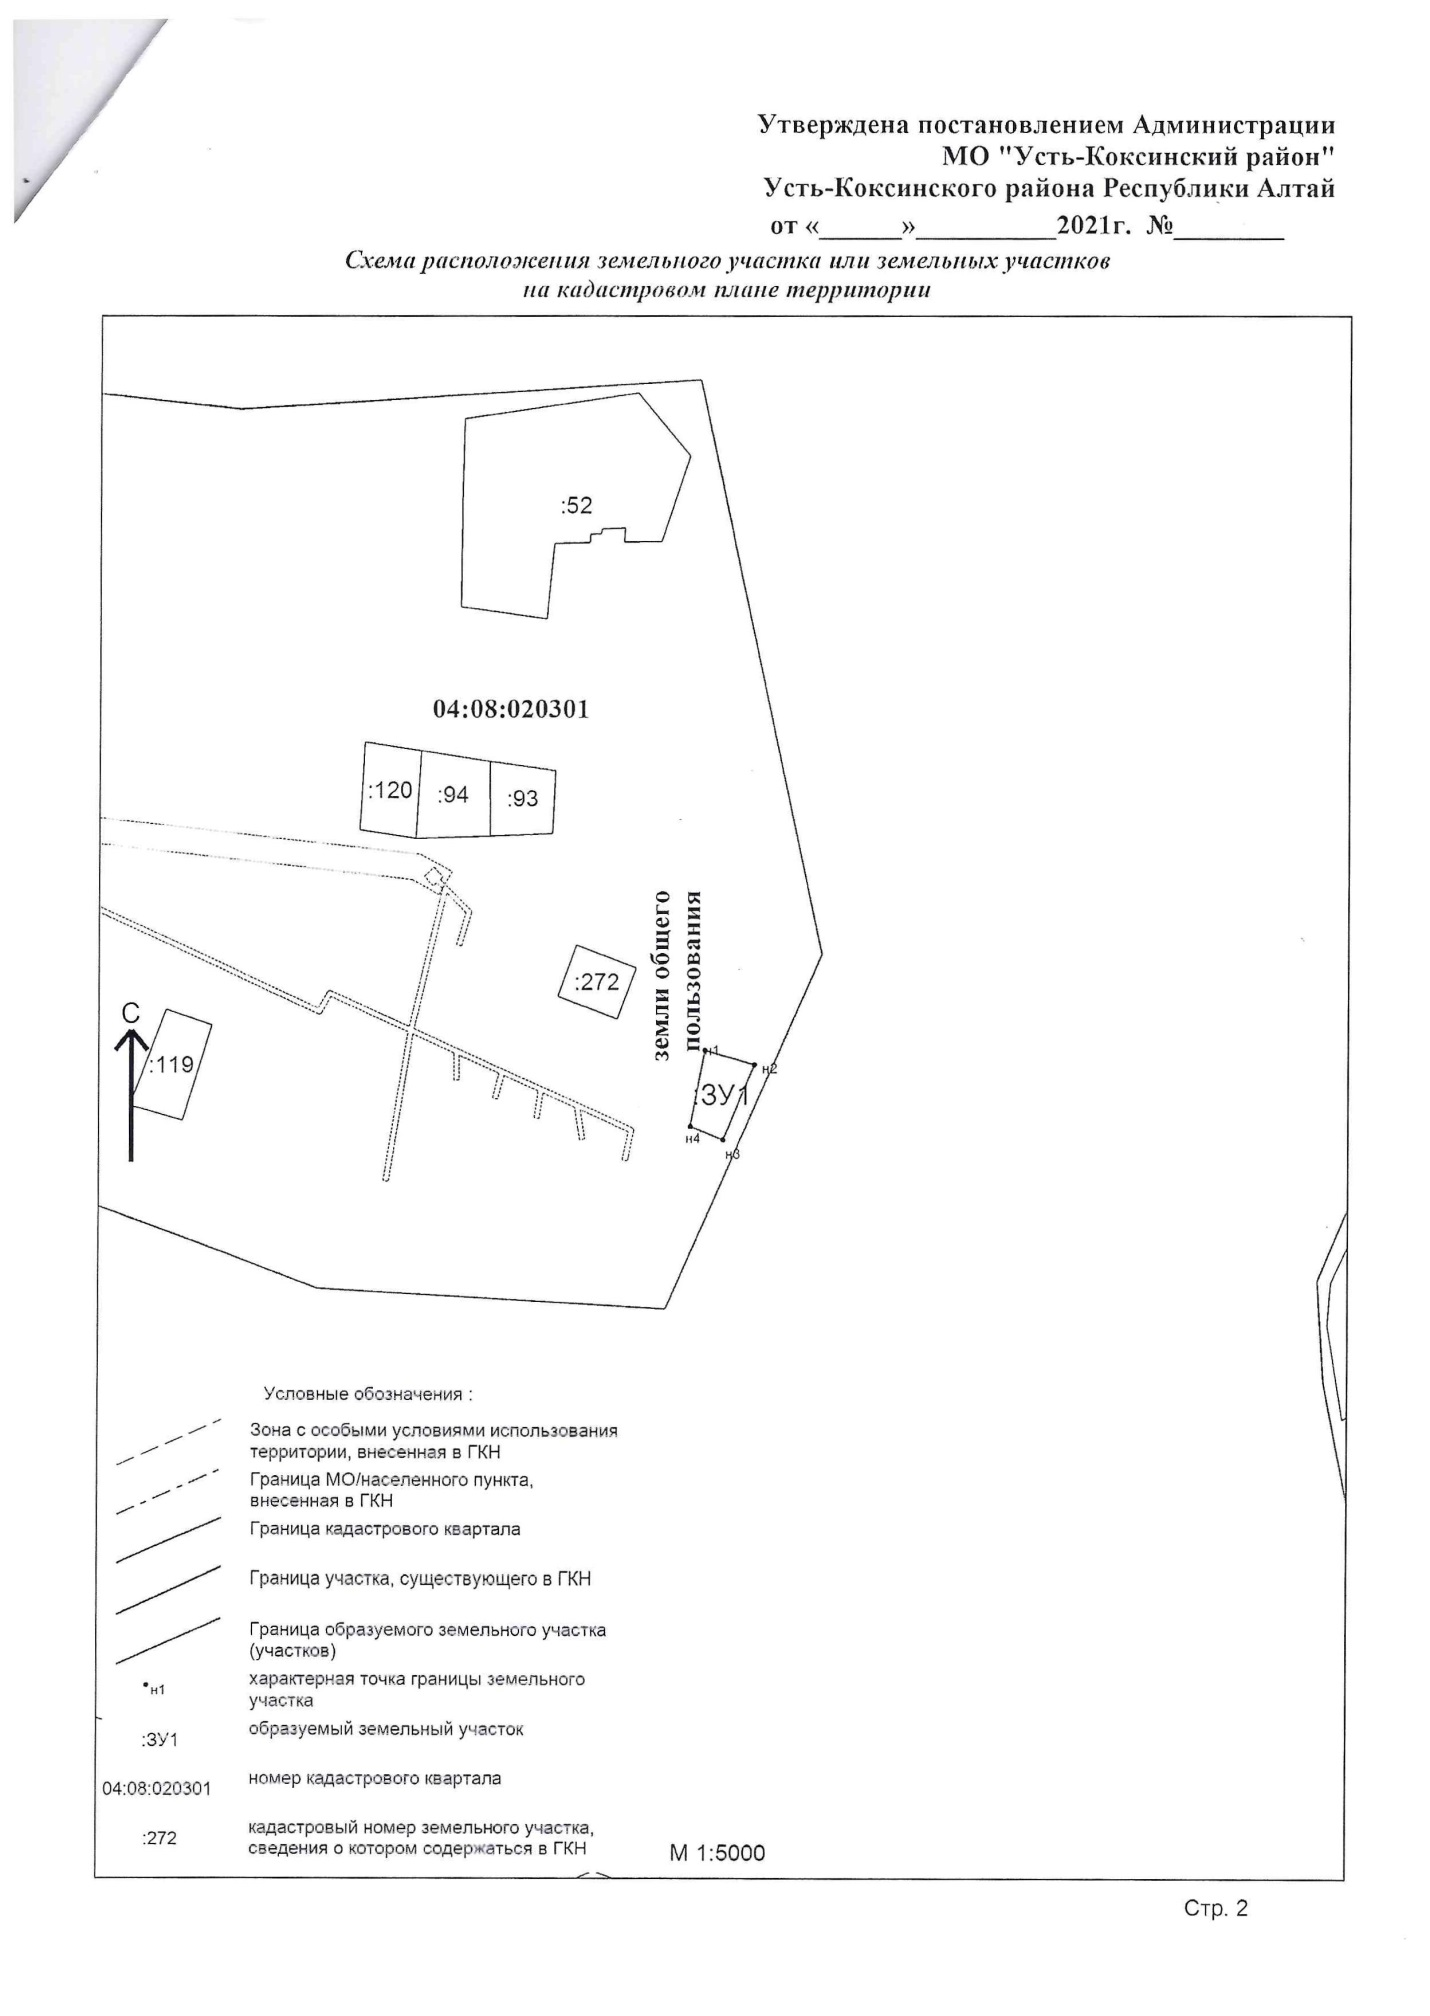 Утверждена постановлением Администрации
МО "Усть-Коксинский район"
Усть-Коксинского района Республики Алтай
от «______»__________2021г. №________
Схема расположения земельного участка или земельных участков
на кадастровом плане территории
:52
04:08:020301
:120
:94
:93
земли общего
пользования
:272
С
:119
н1
н2
:ЗУ1
н4
н3
Условные обозначения :
Зона с особыми условиями использования
территории, внесенная в ГКН
Граница МО/населенного пункта,
внесенная в ГКН
Граница кадастрового квартала
Граница участка, существующего в ГКН
Граница образуемого земельного участка
(участков)
н1
характерная точка границы земельного
участка
:ЗУ1
образуемый земельный участок
04:08:020301
номер кадастрового квартала
:272
кадастровый номер земельного участка,
сведения о котором содержаться в ГКН
М 1:5000
Стр. 2